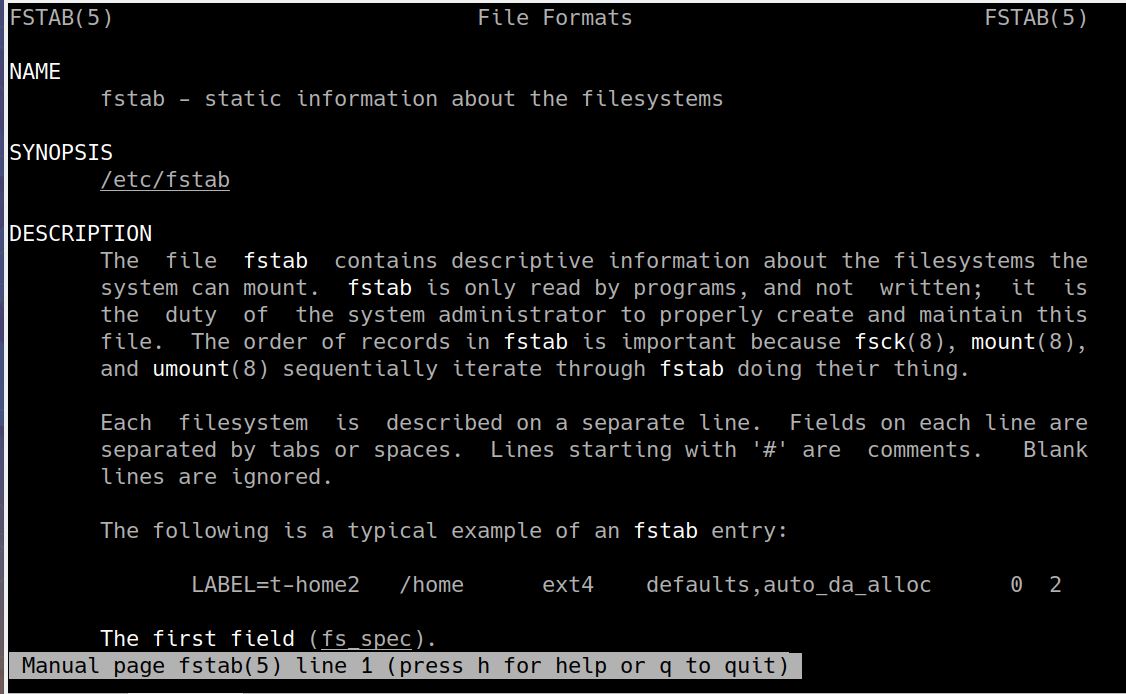 FSTAB(5) File Formats FSTAB(5)
NAME
fstab - static information about the filesystems
SYNOPSIS
/etc/fstab
DESCRIPTION
The file fstab contains descriptive information about the filesystems the
system can mount. fstab is only read by programs, and not written; it is
the duty of the system administrator to properly create and maintain this
file. The order of records in fstab is important because fsck(8), mount(8),
and umount(8) sequentially iterate through fstab doing their thing.
Each filesystem is described on a separate line. Fields on each line are
separated by tabs or spaces. Lines starting with '#' are comments. Blank
lines are ignored.
The following is a typical example of an fstab entry:
LABEL=t-home2 /home ext4 defaults,auto_da_alloc 0 2
The first field (fs_spec).
Manual page fstab(5) line 1 (press h for help or q to quit)